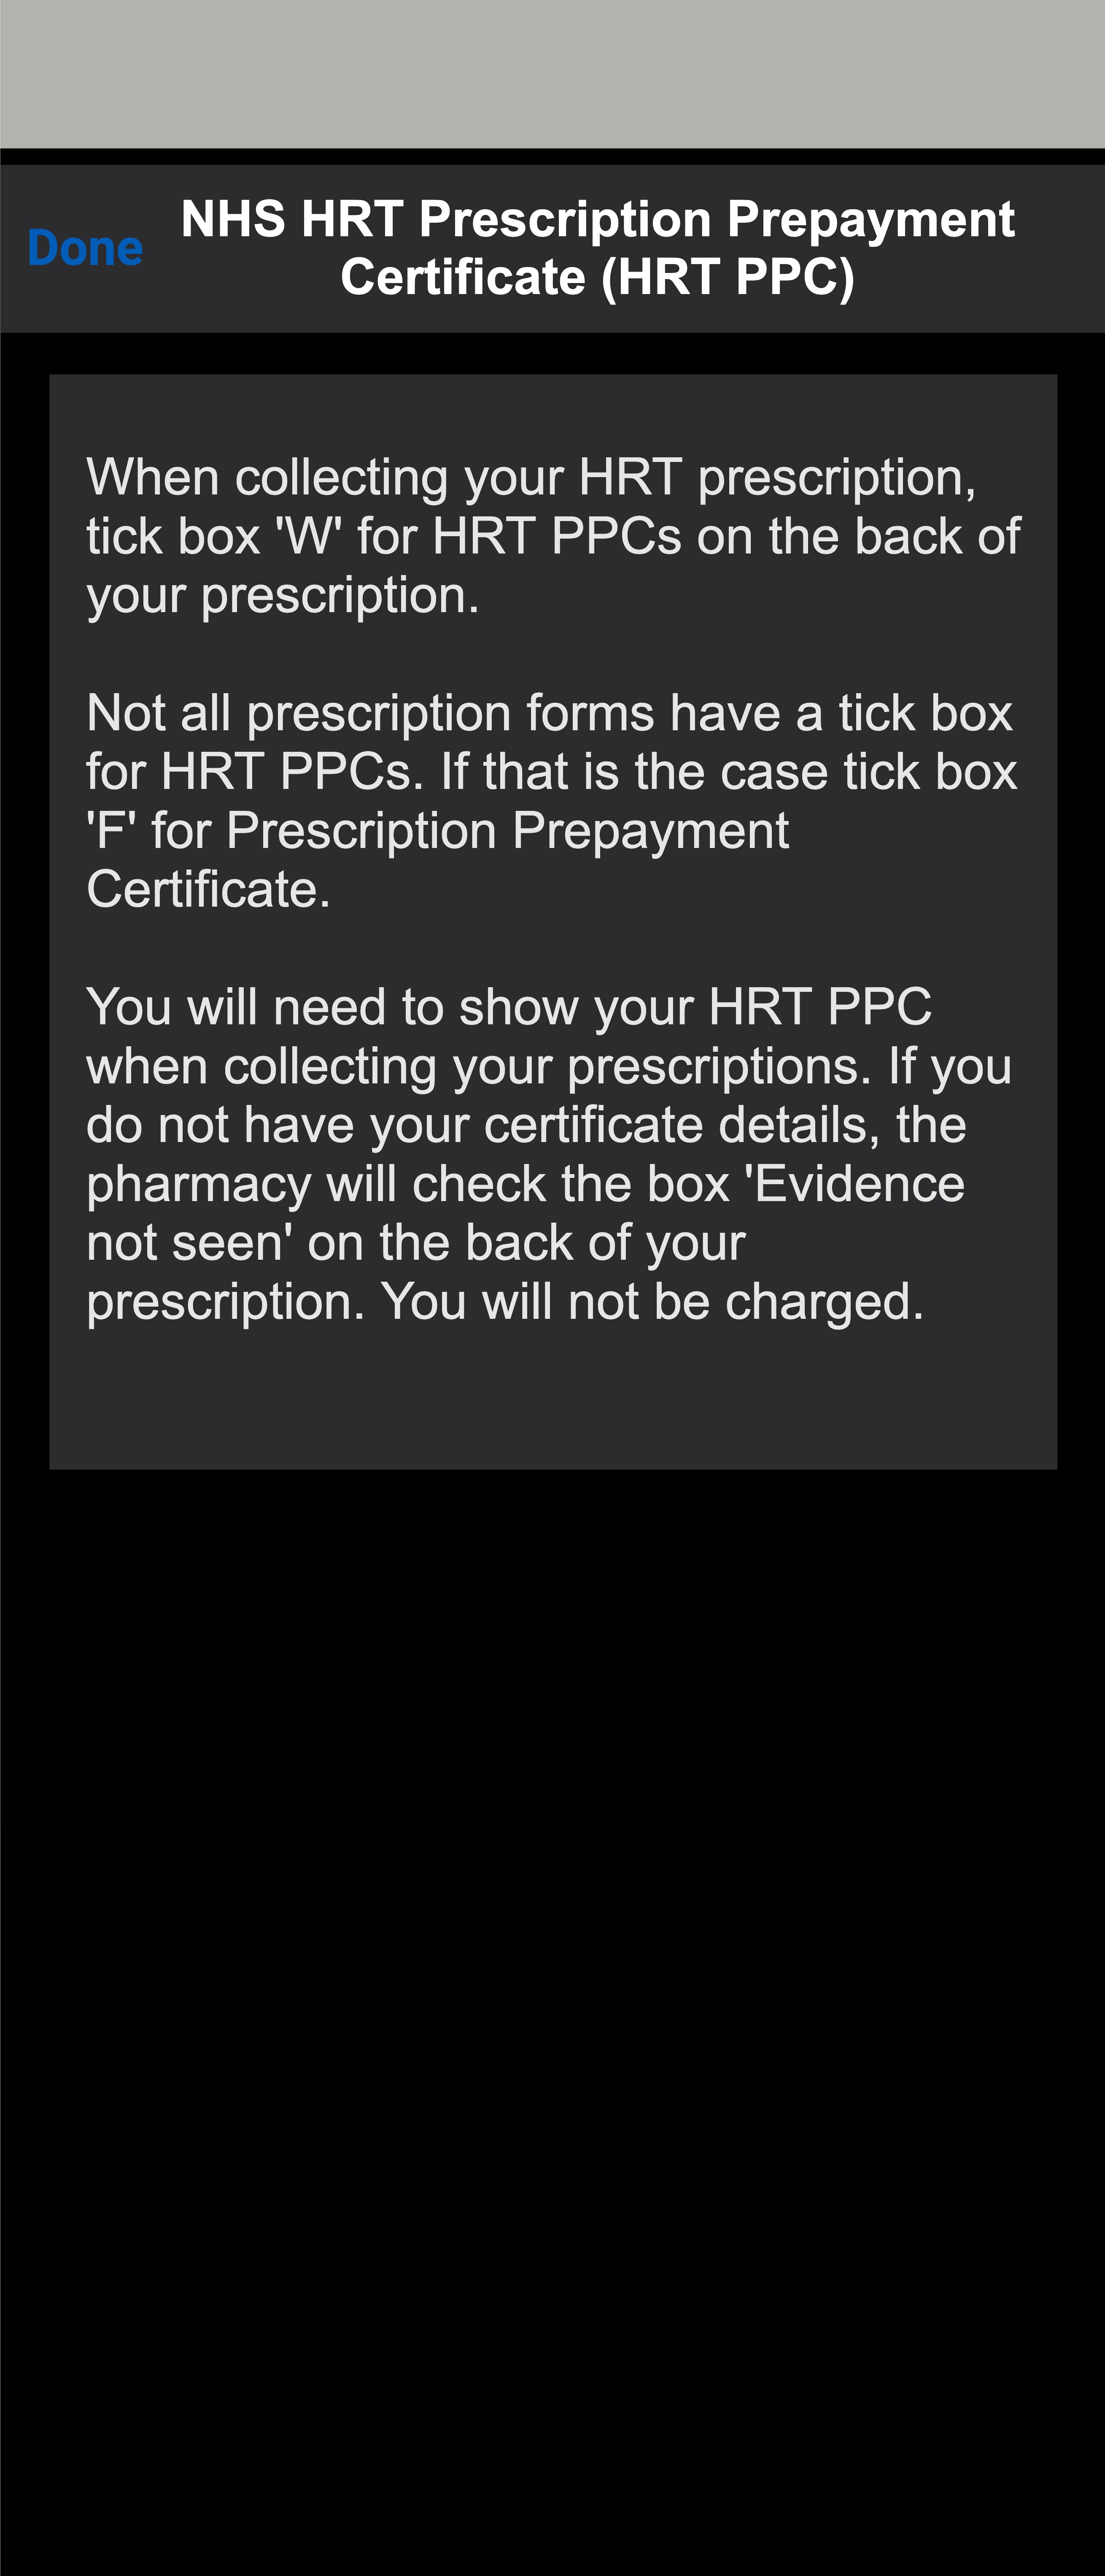 Done
NHS HRT Prescription Prepayment
Certificate (HRT PPC)
When collecting your HRT prescription,
tick box 'W' for HRT PPCs on the back of
your prescription.
Not all prescription forms have a tick box
for HRT PPCs. If that is the case tick box
'F' for Prescription Prepayment
Certificate.
You will need to show your HRT PPC
when collecting your prescriptions. If you
do not have your certificate details, the
pharmacy will check the box 'Evidence
not seen' on the back of your
prescription. You will not be charged.